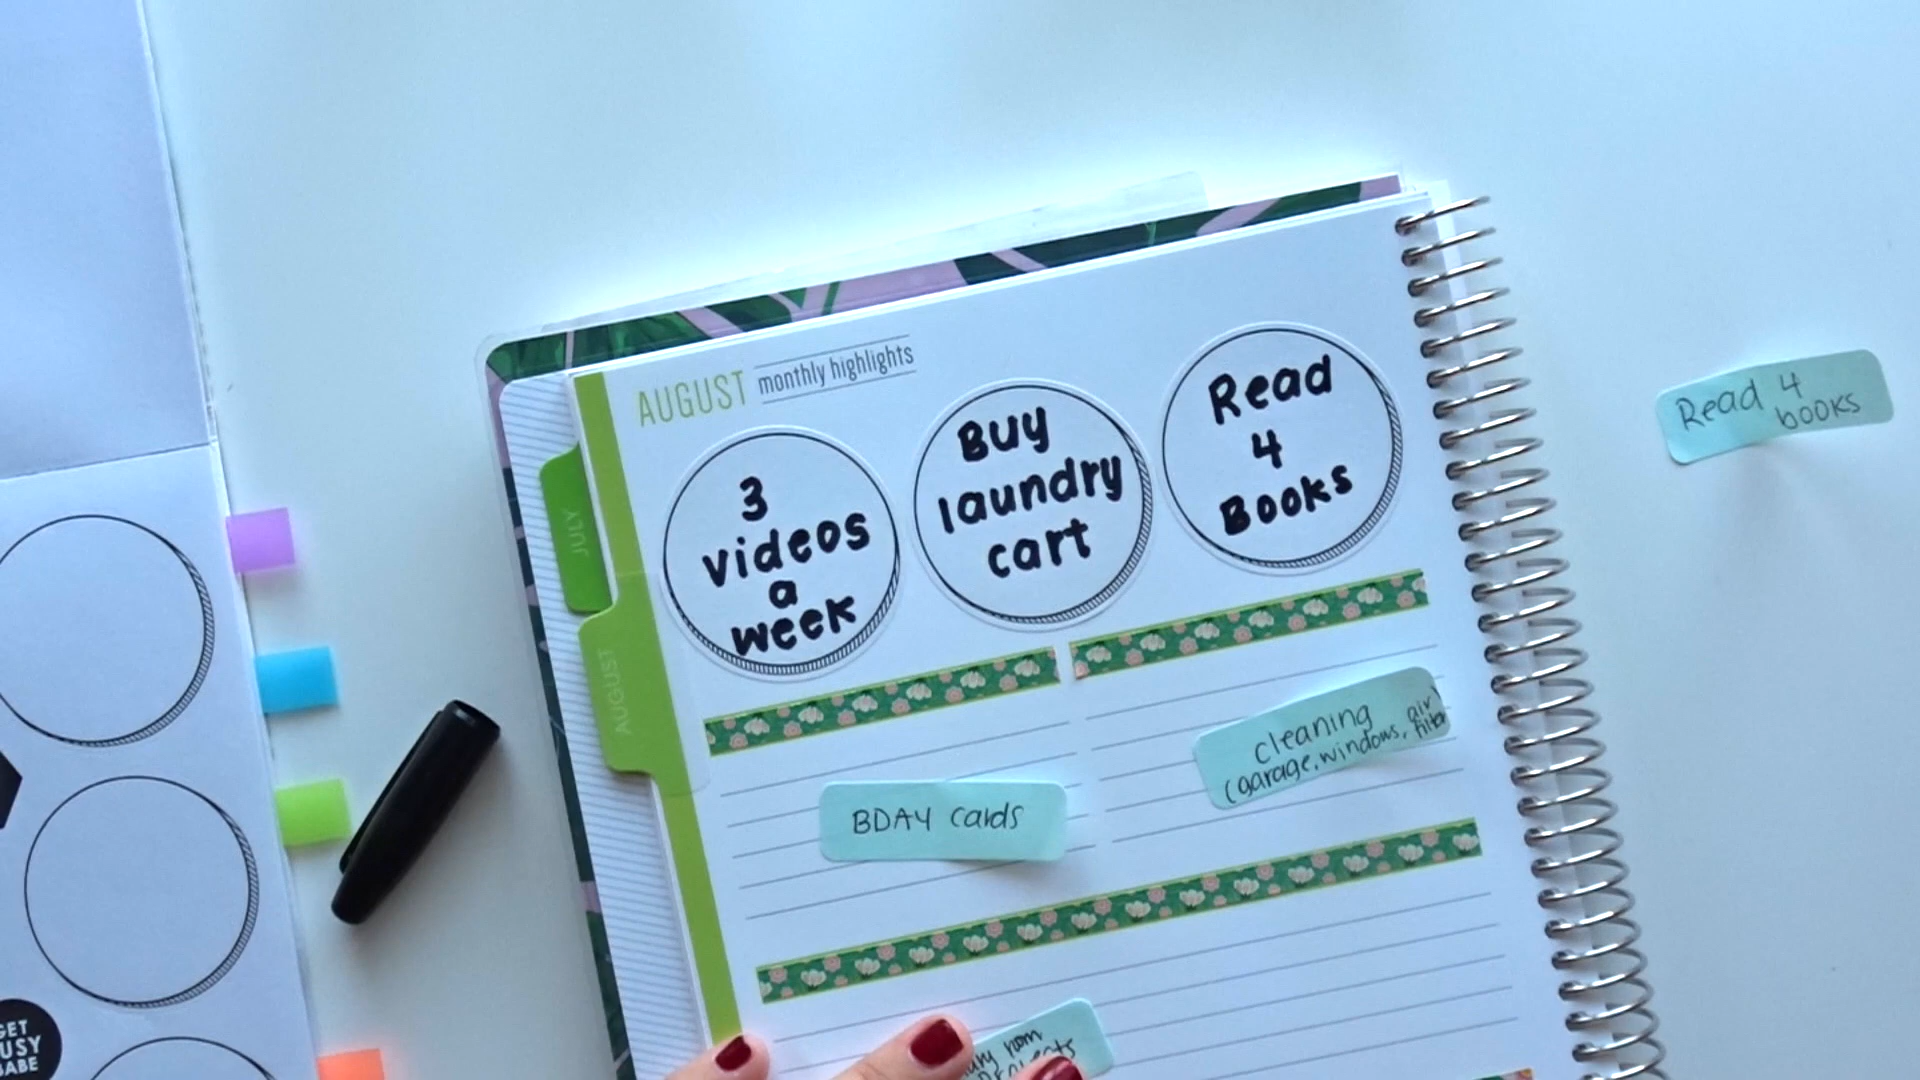 AUGUST monthly highlights
3
videos
a
week
Buy
laundry
cart
Read
4
Books
Read 4
books
JULY
AUGUST
cleaning
(garage, windows, air
filter
BDAY cards
GET
USY
BABE